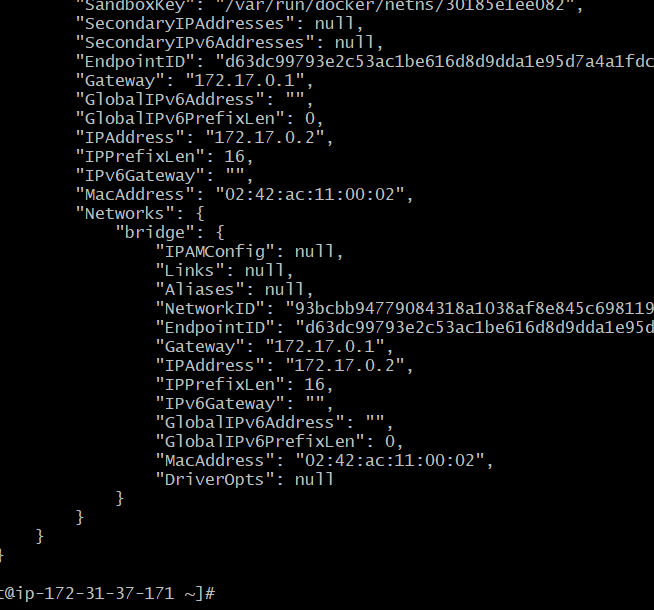 "SandboxKey": "/var/run/docker/netns/30185e1ee082",
"SecondaryIPAddresses": null,
"SecondaryIPv6Addresses": null,
"EndpointID": "d63dc99793e2c53ac1be616d8d9dda1e95d7a4a1fdc
"Gateway": "172.17.0.1",
"GlobalIPv6Address": "",
"GlobalIPv6PrefixLen": 0,
"IPAddress": "172.17.0.2",
"IPPrefixLen": 16,
"IPv6Gateway": "",
"MacAddress": "02:42:ac:11:00:02",
"Networks": {
"bridge": {
"IPAMConfig": null,
"Links": null,
"Aliases": null,
"NetworkID": "93bcbb94779084318a1038af8e845c698119
"EndpointID": "d63dc99793e2c53ac1be616d8d9dda1e95d
"Gateway": "172.17.0.1",
"IPAddress": "172.17.0.2",
"IPPrefixLen": 16,
"IPv6Gateway": "",
"GlobalIPv6Address": "",
"GlobalIPv6PrefixLen": 0,
"MacAddress": "02:42:ac:11:00:02",
"DriverOpts": null
}
}
}
}
t@ip-172-31-37-171 ~]#